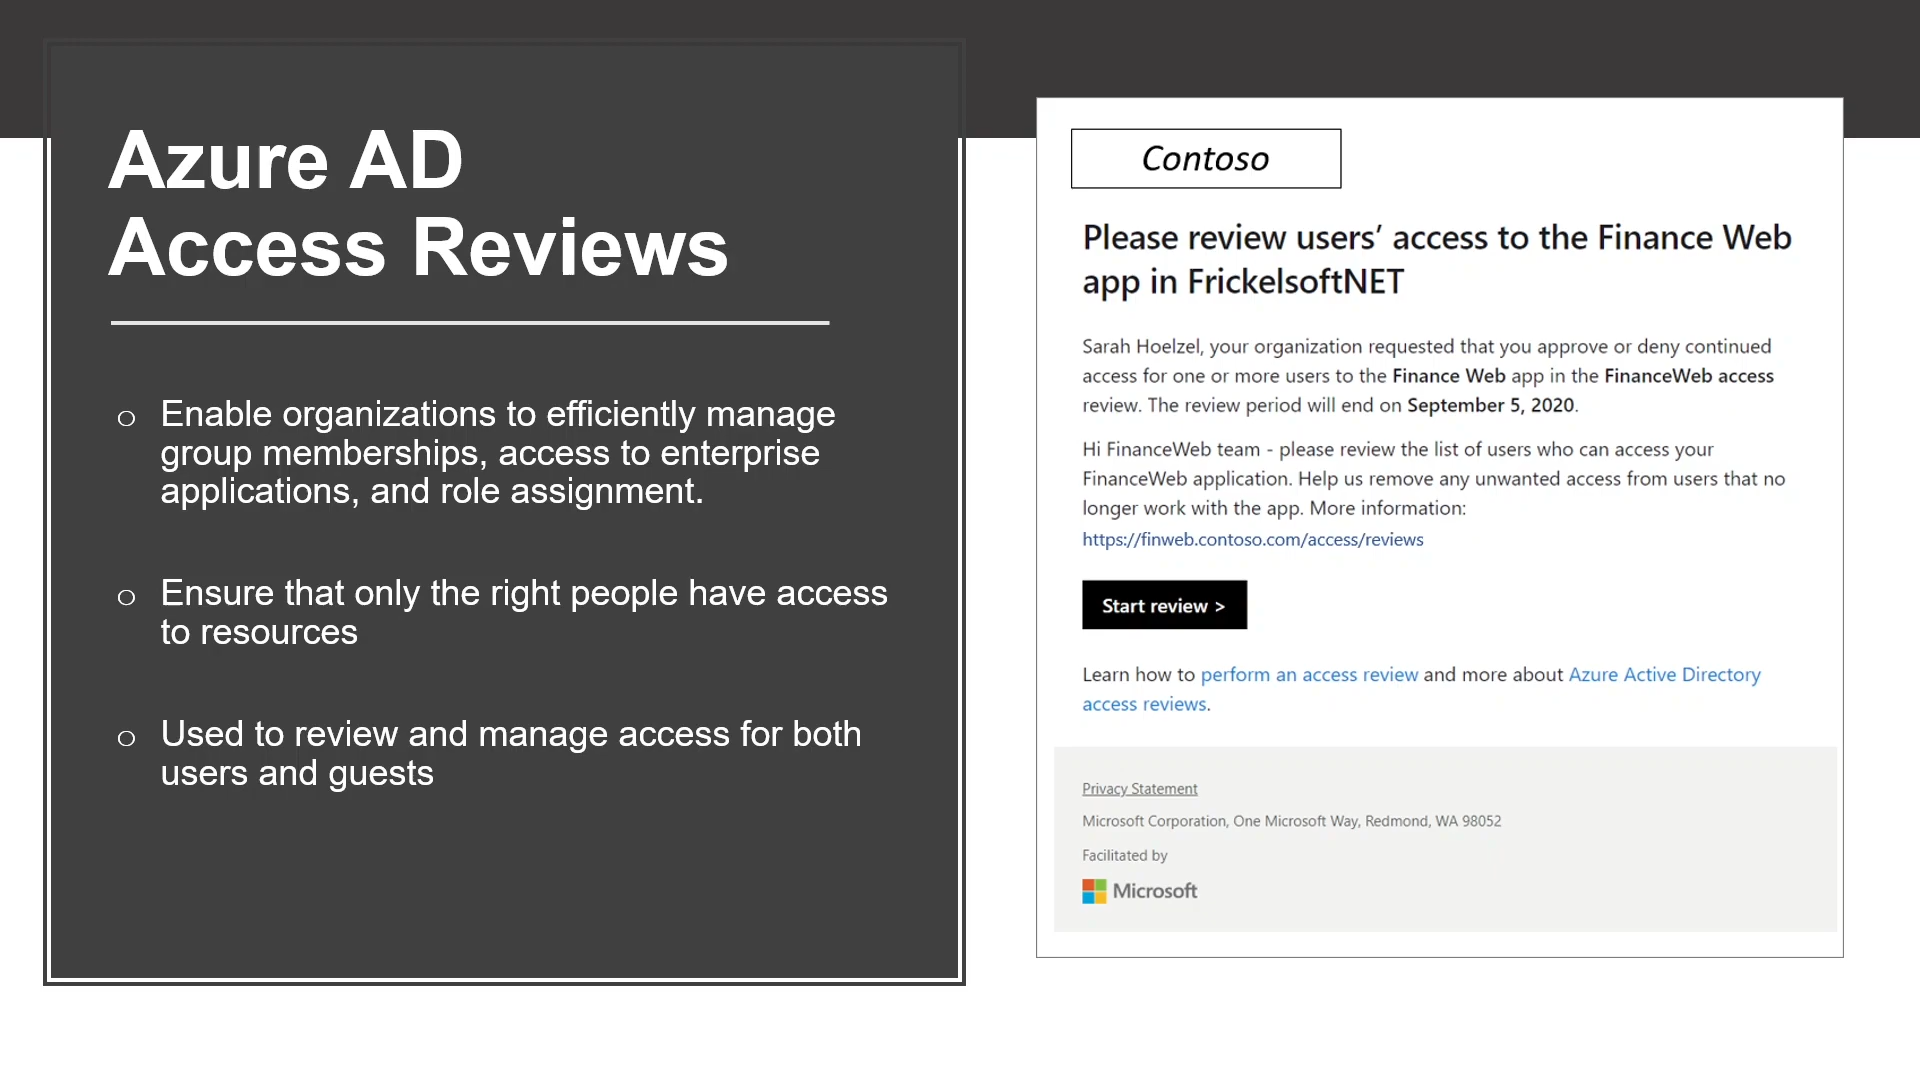 Azure AD
Access Reviews
o Enable organizations to efficiently manage
group memberships, access to enterprise
applications, and role assignment.
o Ensure that only the right people have access
to resources
o Used to review and manage access for both
users and guests
Contoso
Please review users’ access to the Finance Web
app in FrickelsoftNET
Sarah Hoelzel, your organization requested that you approve or deny continued
access for one or more users to the Finance Web app in the FinanceWeb access
review. The review period will end on September 5, 2020.
Hi FinanceWeb team - please review the list of users who can access your
FinanceWeb application. Help us remove any unwanted access from users that no
longer work with the app. More information:
https://finweb.contoso.com/access/reviews
Start review >
Learn how to perform an access review and more about Azure Active Directory
access reviews.
Privacy Statement
Microsoft Corporation, One Microsoft Way, Redmond, WA 98052
Facilitated by
Microsoft